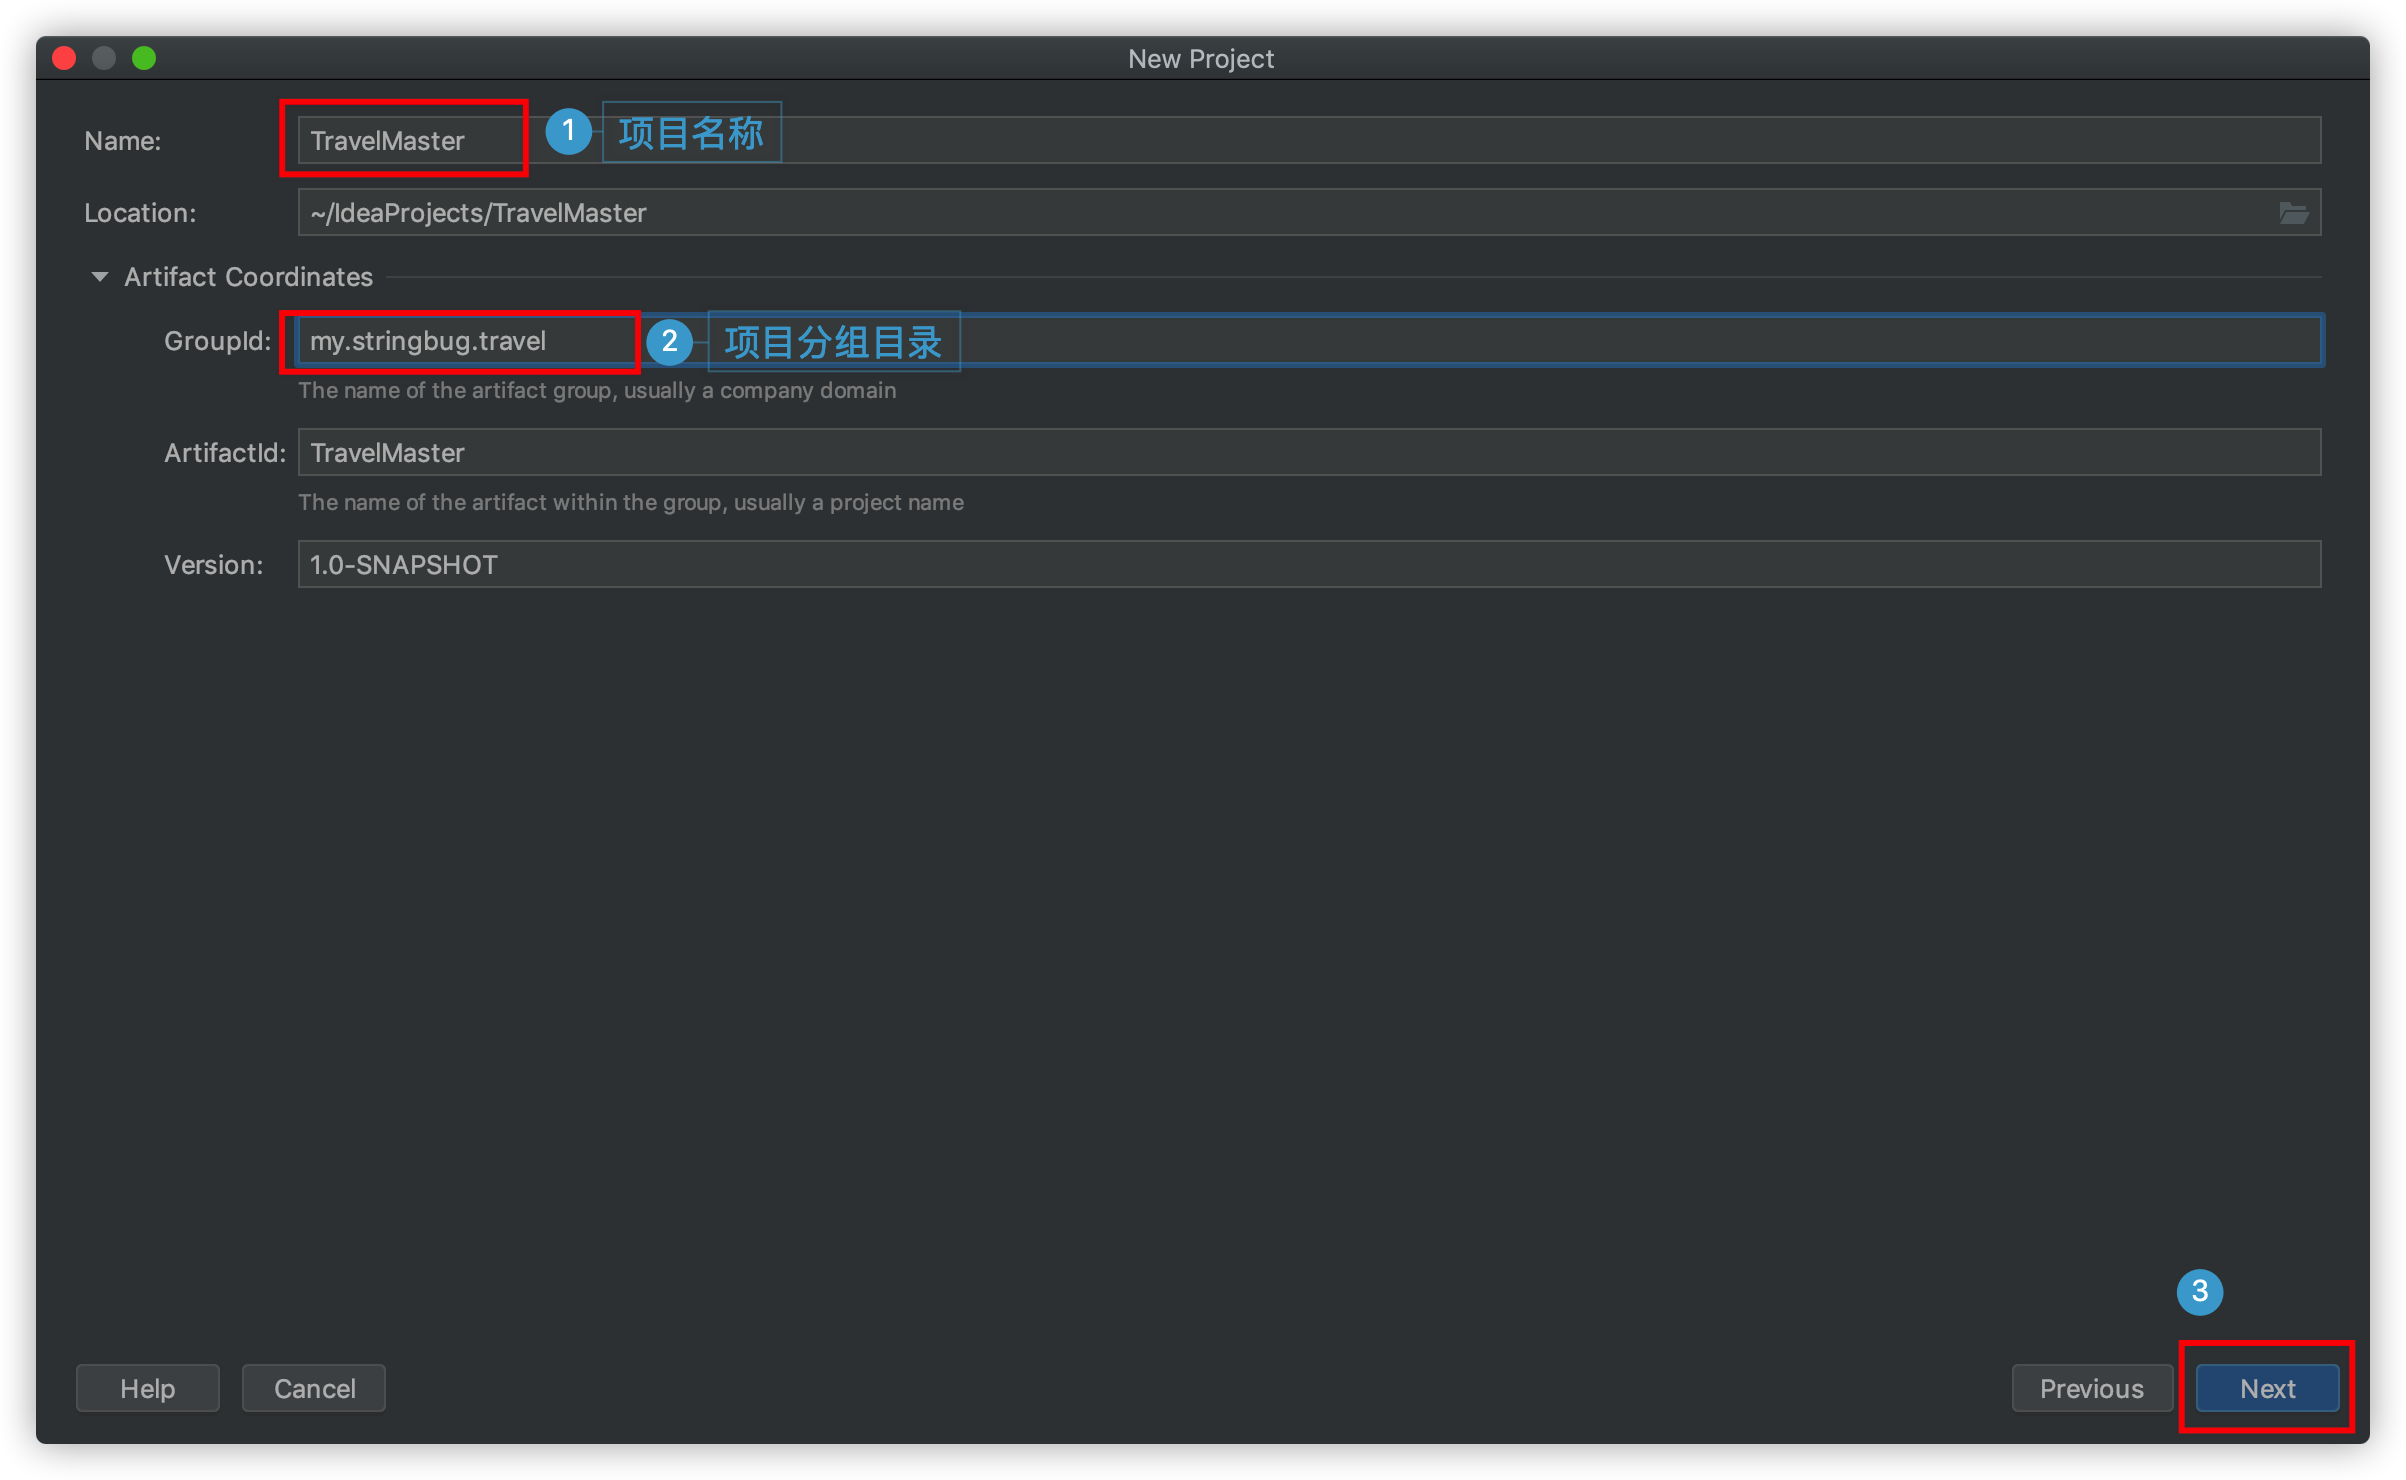 New Project
Name: TravelMaster 1 项目名称
Location: ~/IdeaProjects/TravelMaster
Artifact Coordinates
GroupId: my.stringbug.travel 2 项目分组目录
The name of the artifact group, usually a company domain
ArtifactId: TravelMaster
The name of the artifact within the group, usually a project name
Version: 1.0-SNAPSHOT
3
Help Cancel Previous Next